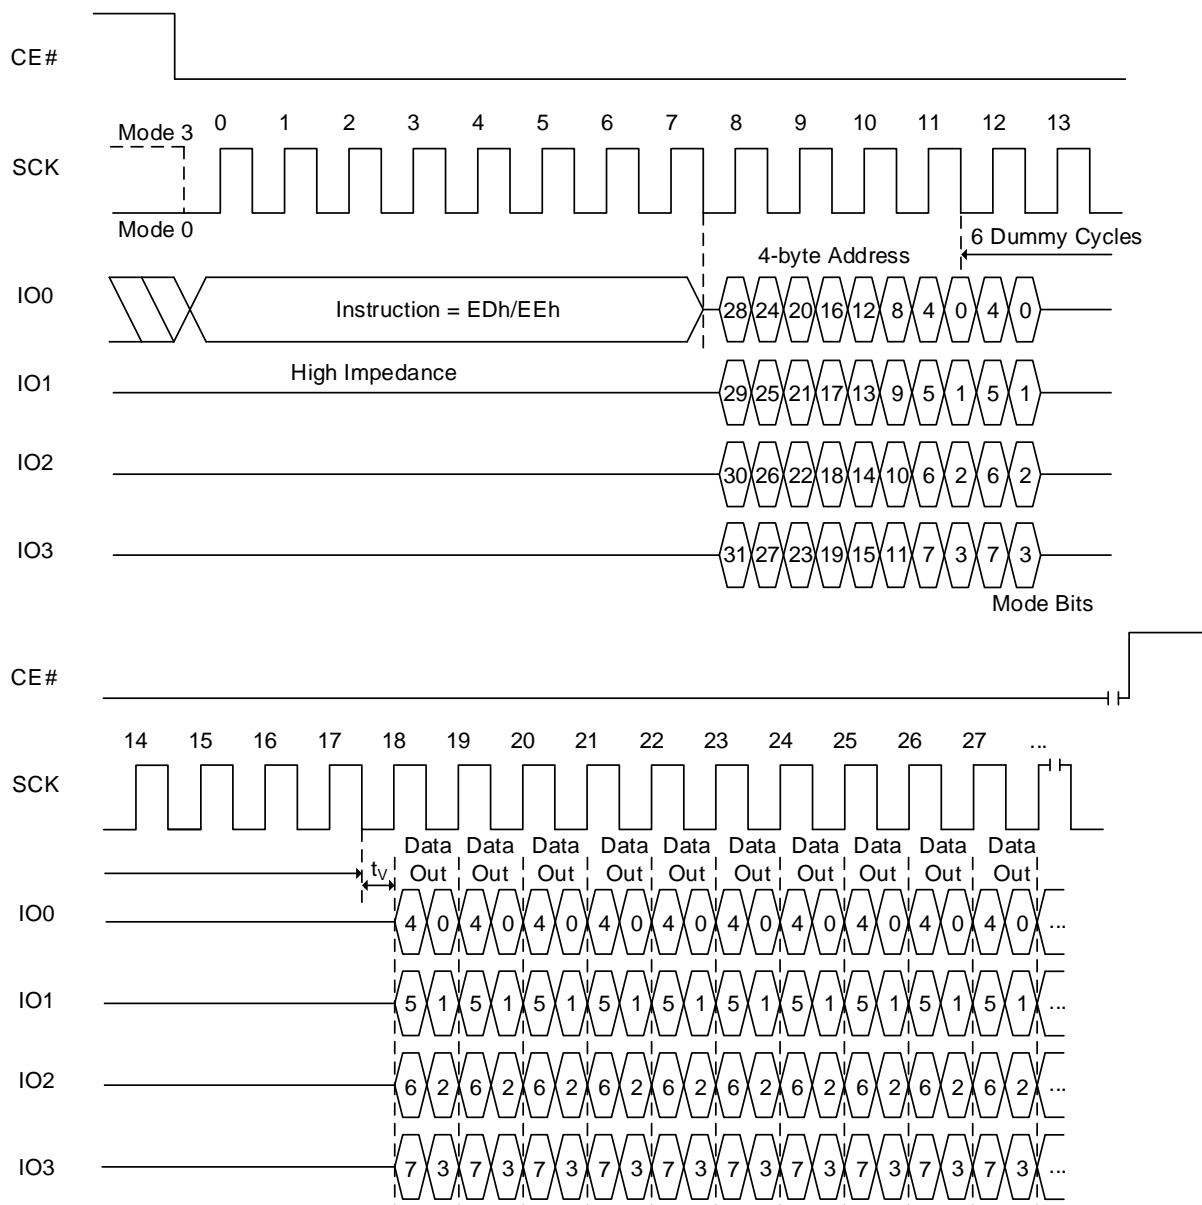 CE#
Mode 3
0 1 2 3 4 5 6 7 8 9 10 11 12 13
SCK
Mode 0
6 Dummy Cycles
4-byte Address
IO0
Instruction = EDh/EEh
28 24 20 16 12 8 4 0 4 0
IO1
High Impedance
29 25 21 17 13 9 5 1 5 1
IO2
30 26 22 18 14 10 6 2 6 2
IO3
31 27 23 19 15 11 7 3 7 3
Mode Bits
CE#
14 15 16 17 18 19 20 21 22 23 24 25 26 27 ...
SCK
Data Data Data Data Data Data Data Data Data Data
tV Out Out Out Out Out Out Out Out Out Out
IO0
4 0 4 0 4 0 4 0 4 0 4 0 4 0 4 0 4 0 4 0 ...
IO1
5 1 5 1 5 1 5 1 5 1 5 1 5 1 5 1 5 1 5 1 ...
IO2
6 2 6 2 6 2 6 2 6 2 6 2 6 2 6 2 6 2 6 2 ...
IO3
7 3 7 3 7 3 7 3 7 3 7 3 7 3 7 3 7 3 7 3 ...